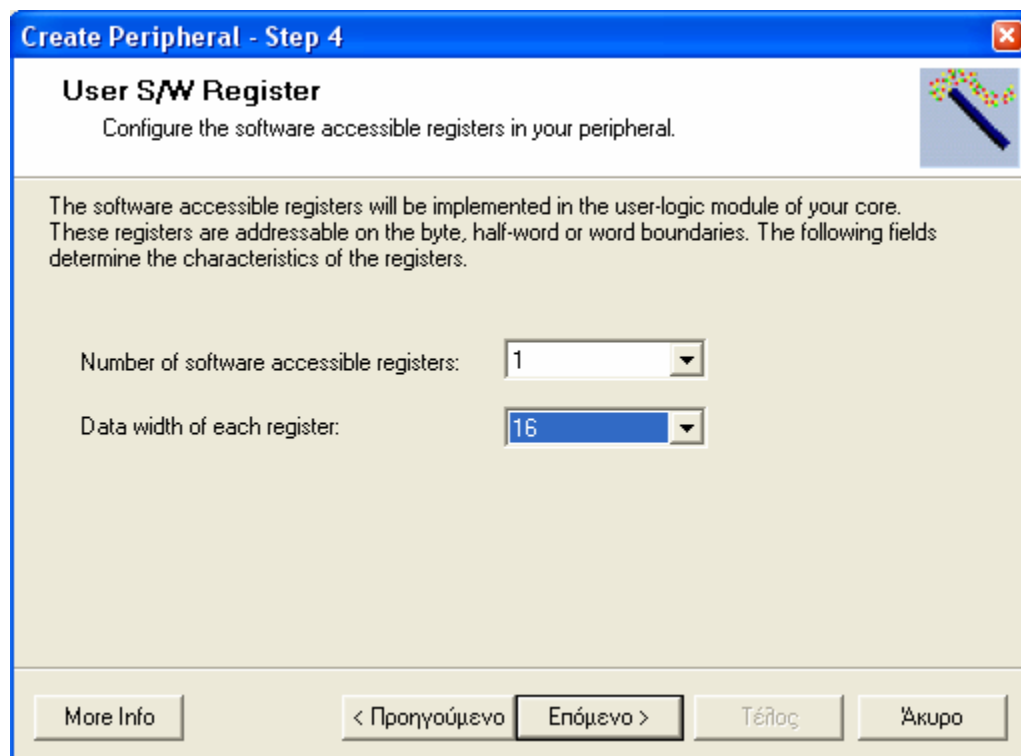 Create Peripheral - Step 4
User S/W Register
Configure the software accessible registers in your peripheral.
The software accessible registers will be implemented in the user-logic module of your core.
These registers are addressable on the byte, half-word or word boundaries. The following fields
determine the characteristics of the registers.
Number of software accessible registers: 1
Data width of each register: 16
More Info < Προηγούμενο Επόμενο > Τέλος Άκυρο